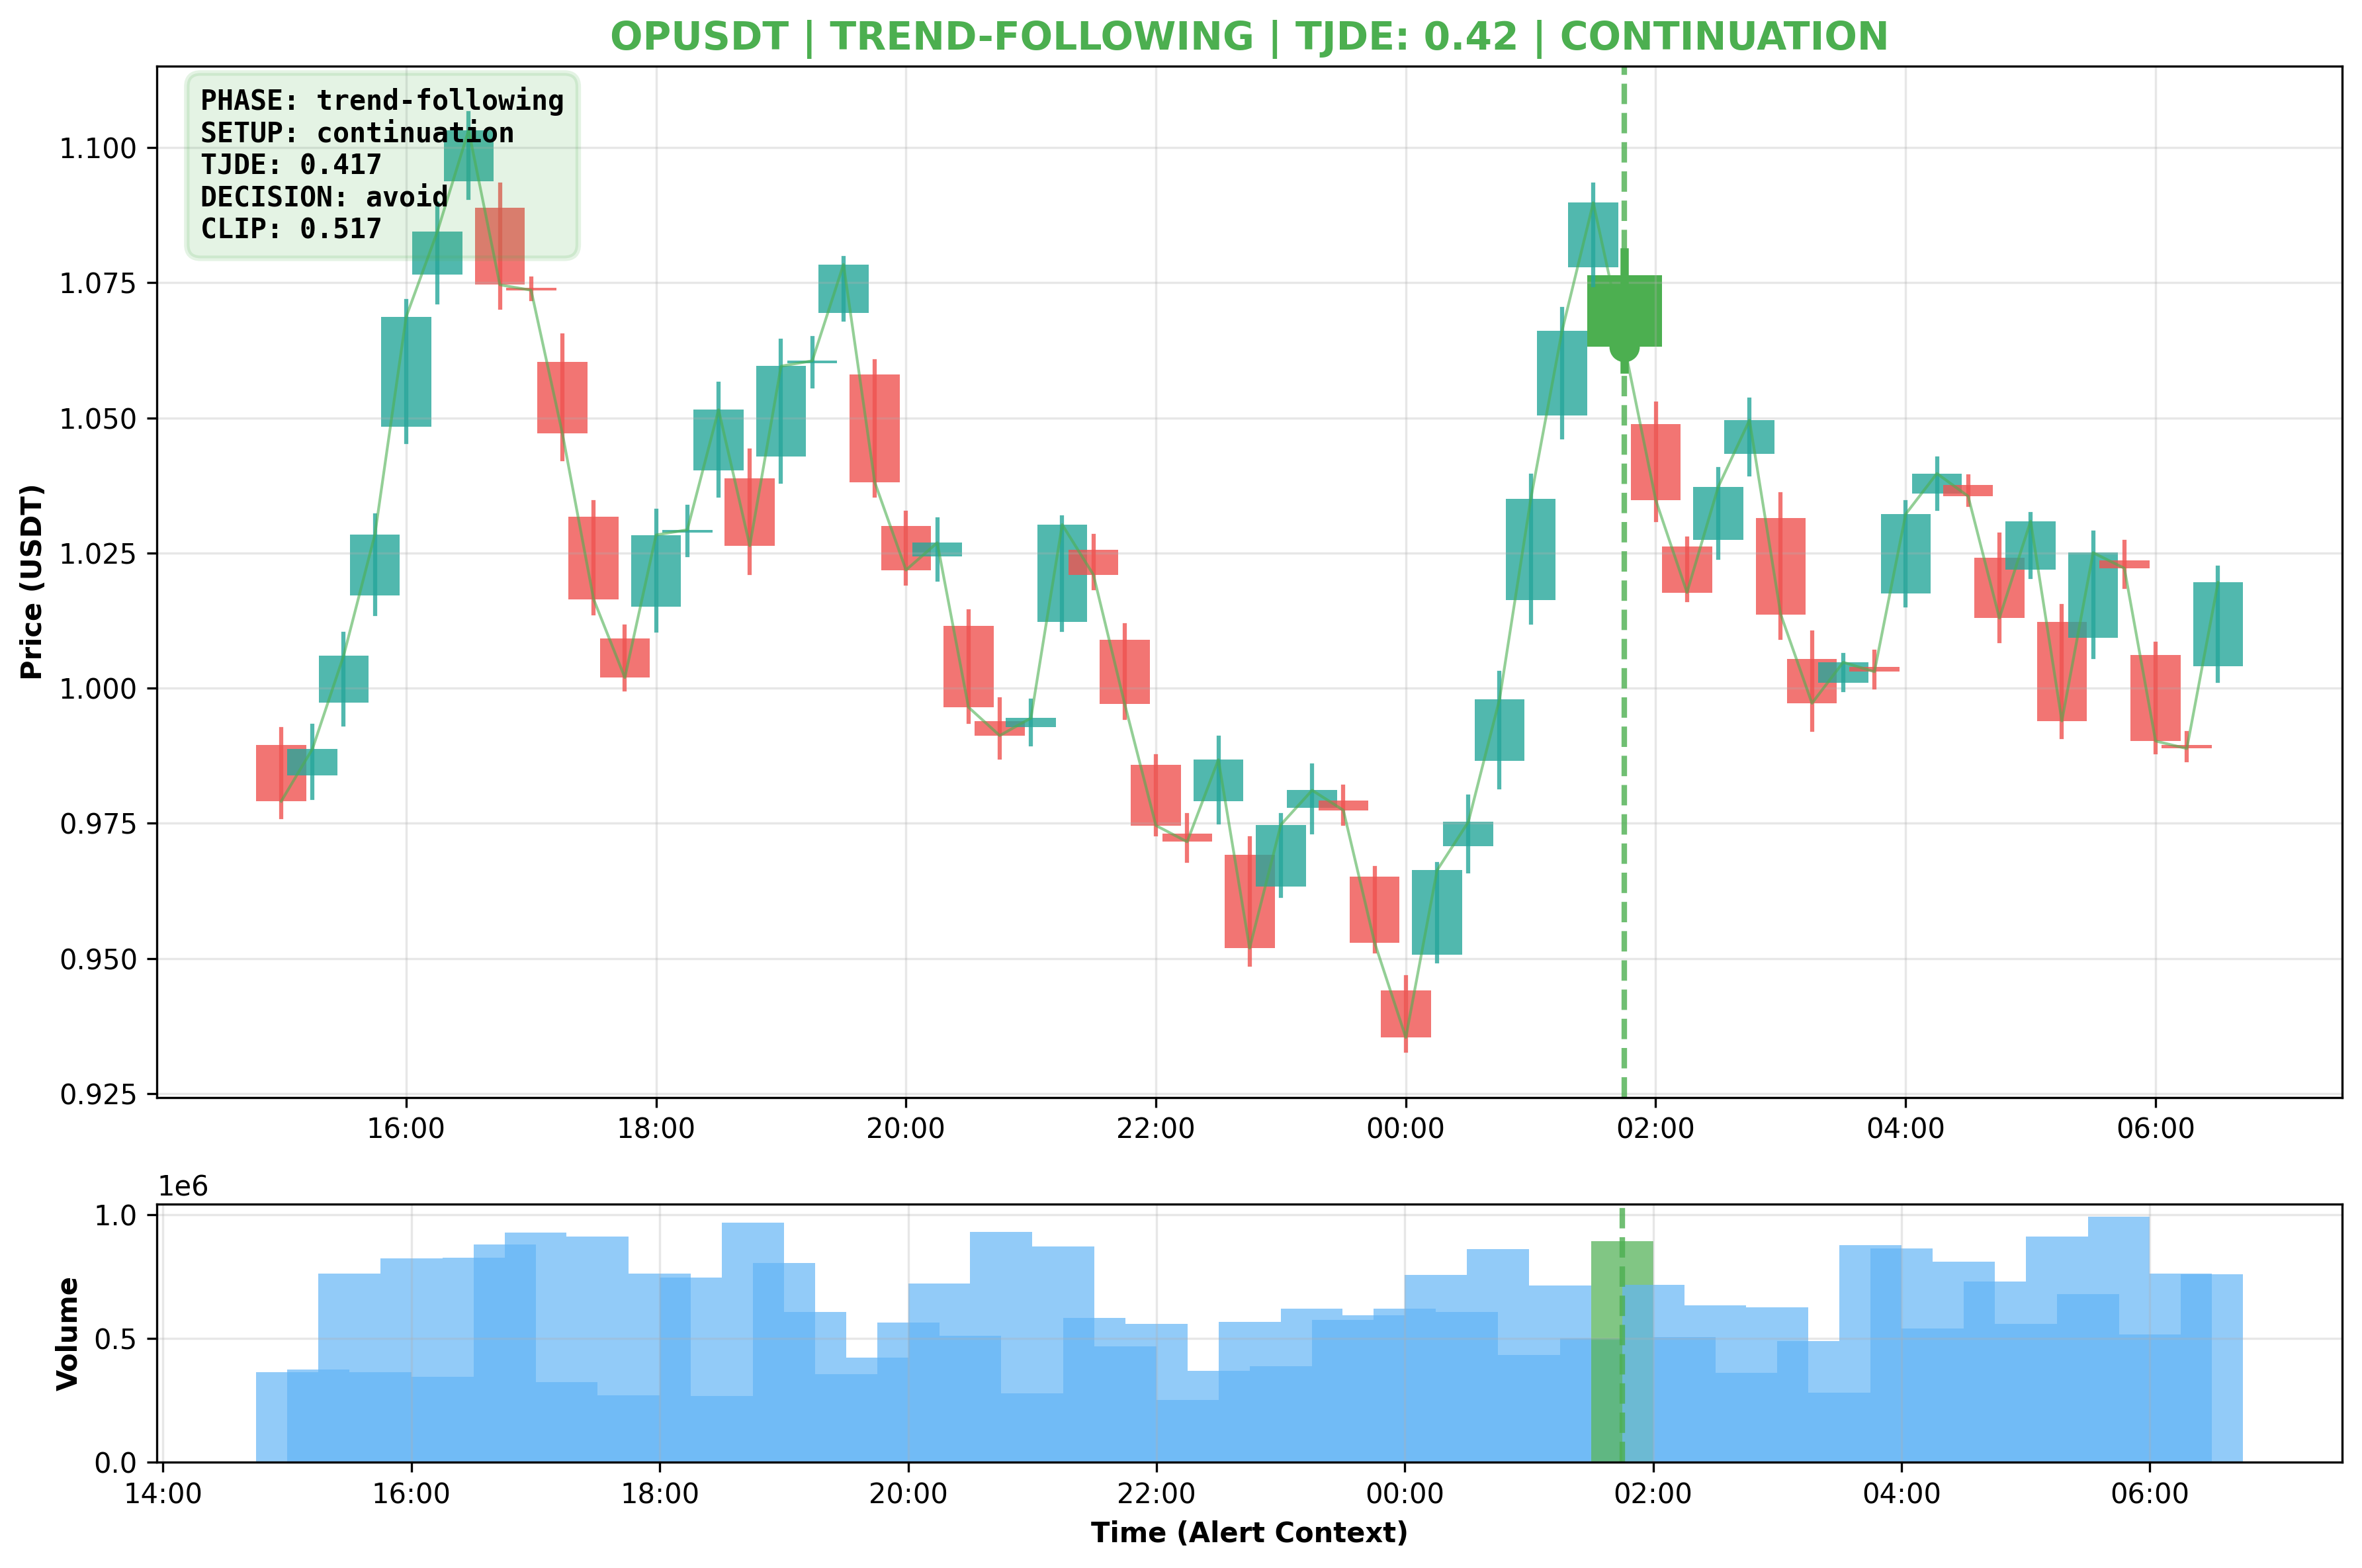 OPUSDT | TREND-FOLLOWING | TJDE: 0.42 | CONTINUATION
PHASE: trend-following
SETUP: continuation
TJDE: 0.417
DECISION: avoid
CLIP: 0.517
Price (USDT)
1.100
1.075
1.050
1.025
1.000
0.975
0.950
0.925
16:00 18:00 20:00 22:00 00:00 02:00 04:00 06:00
1e6
Volume
1.0
0.5
0.0
14:00 16:00 18:00 20:00 22:00 00:00 02:00 04:00 06:00
Time (Alert Context)